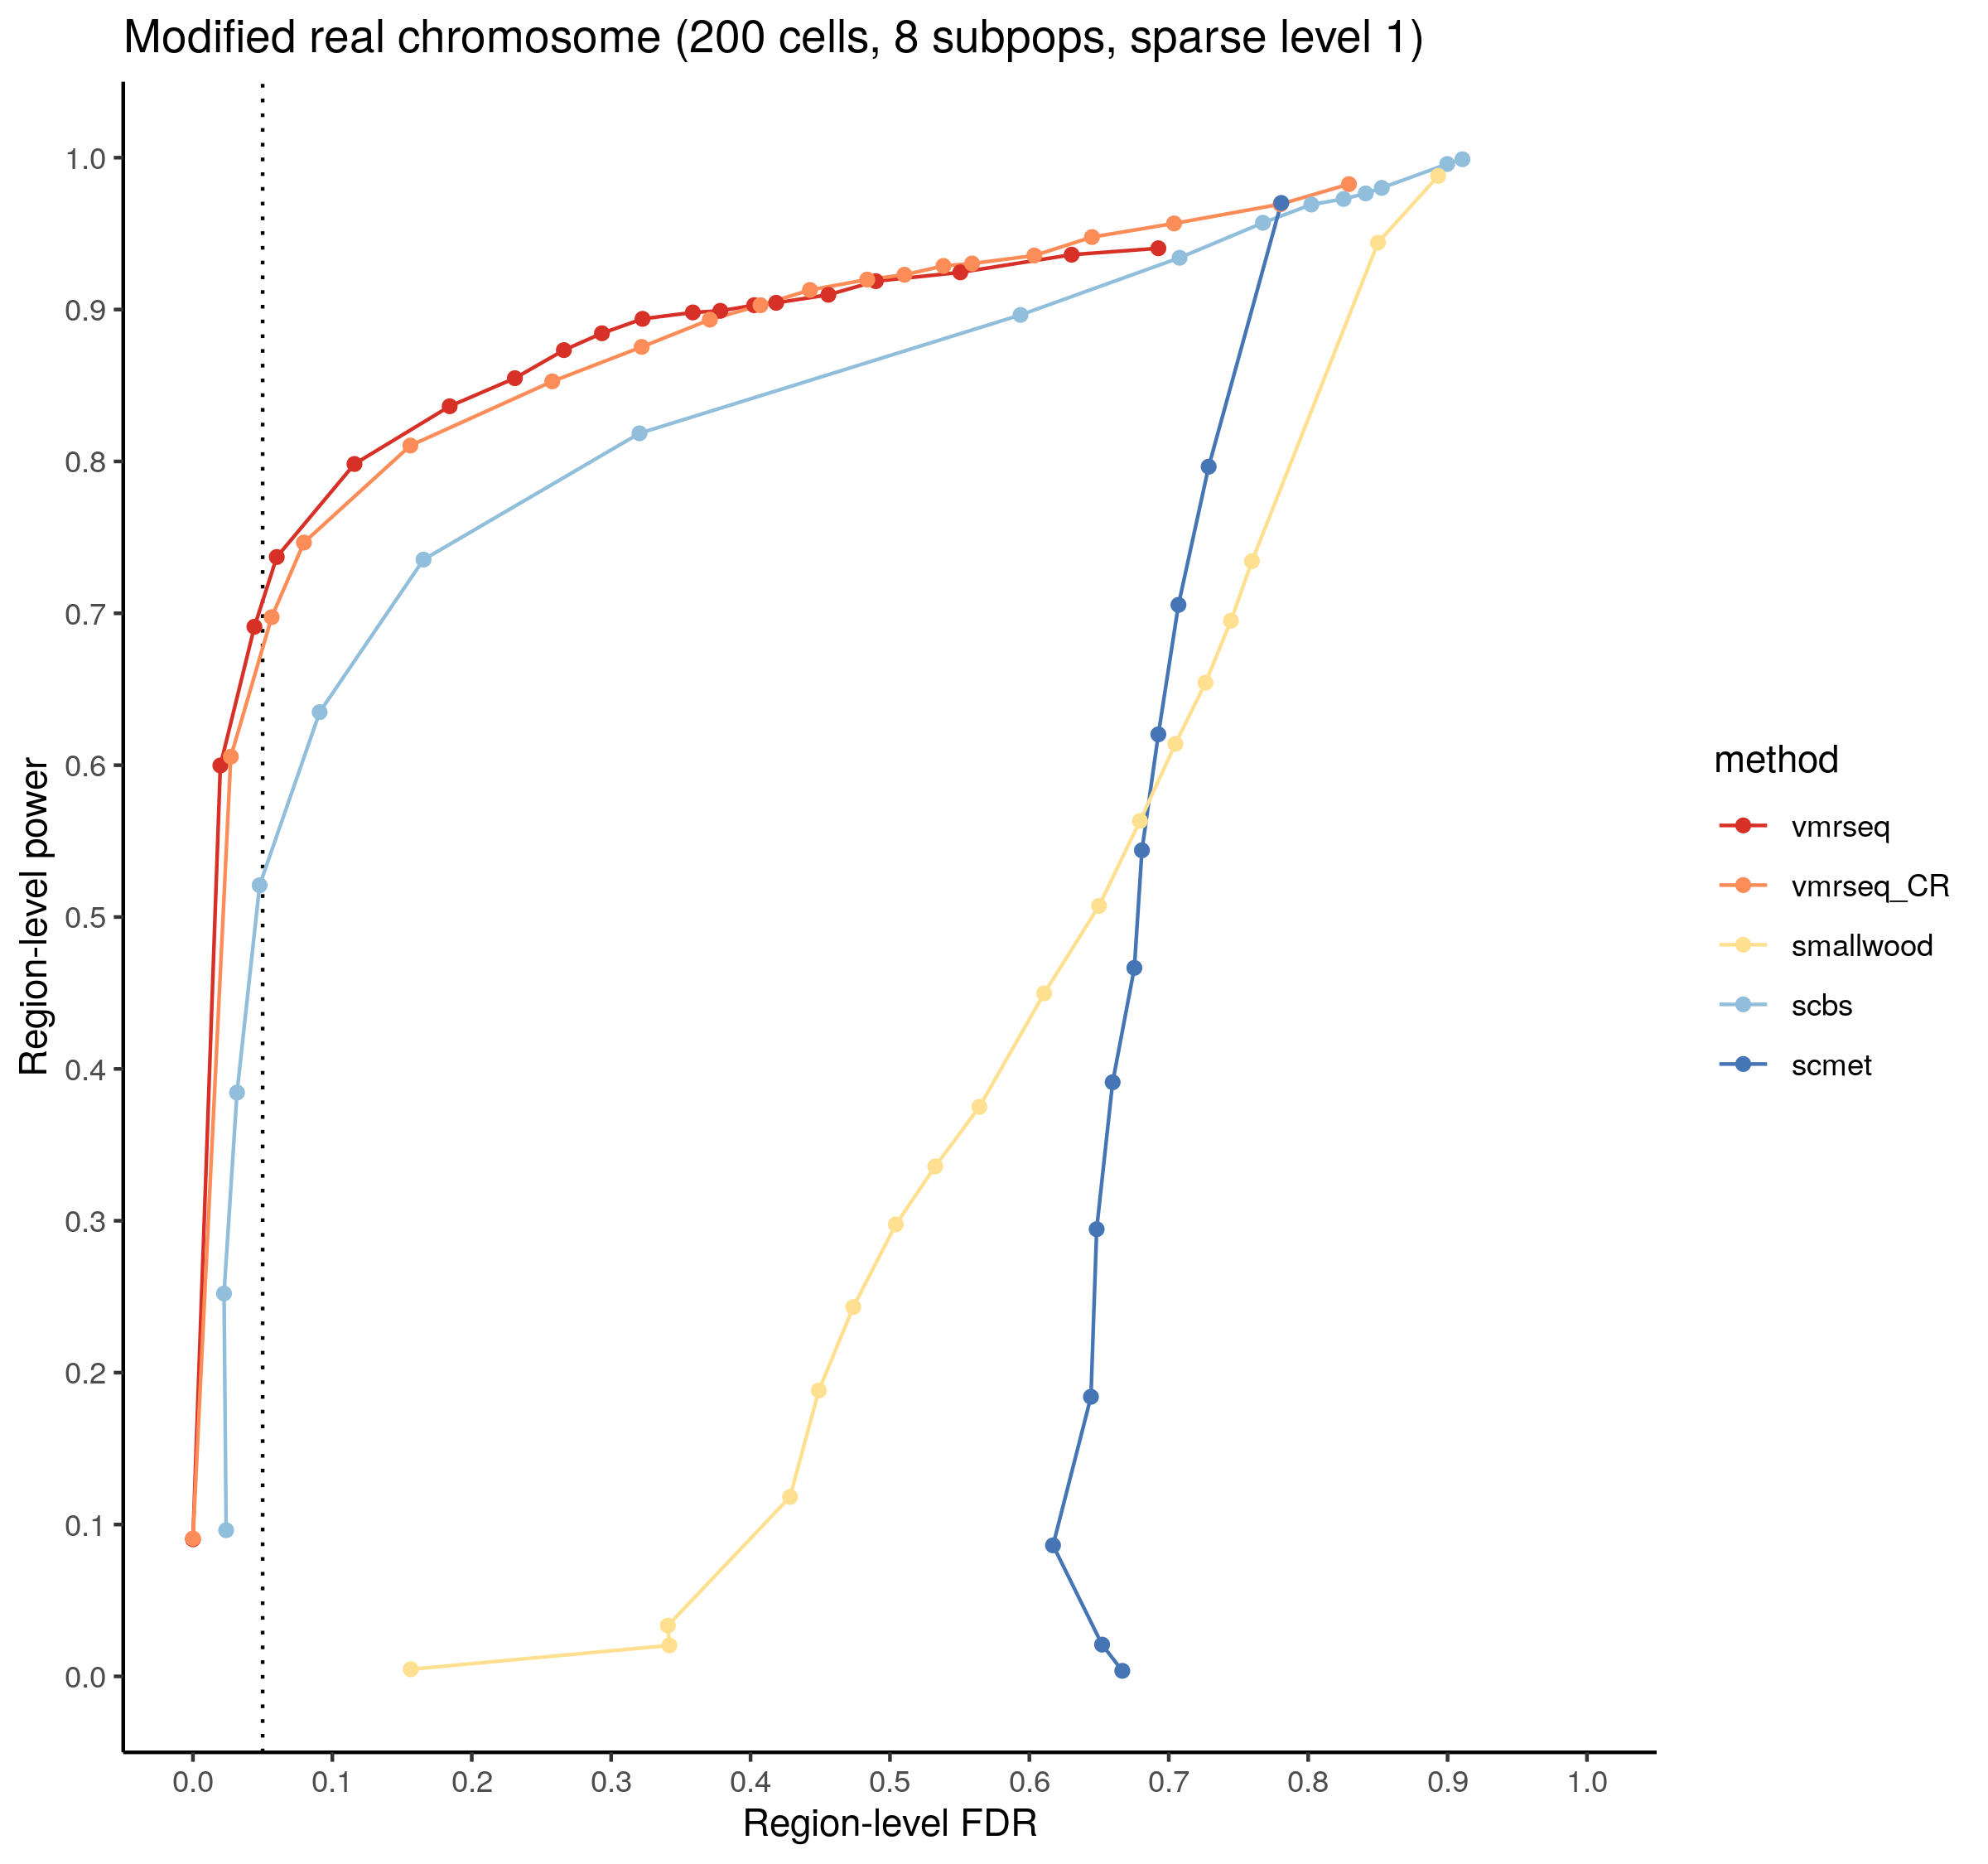 Modified real chromosome (200 cells, 8 subpops, sparse level 1)
Region-level power
1.0
0.9
0.8
0.7
0.6
0.5
0.4
0.3
0.2
0.1
0.0
0.0 0.1 0.2 0.3 0.4 0.5 0.6 0.7 0.8 0.9 1.0
Region-level FDR
method
vmrseq
vmrseq_CR
smallwood
scbs
scmet